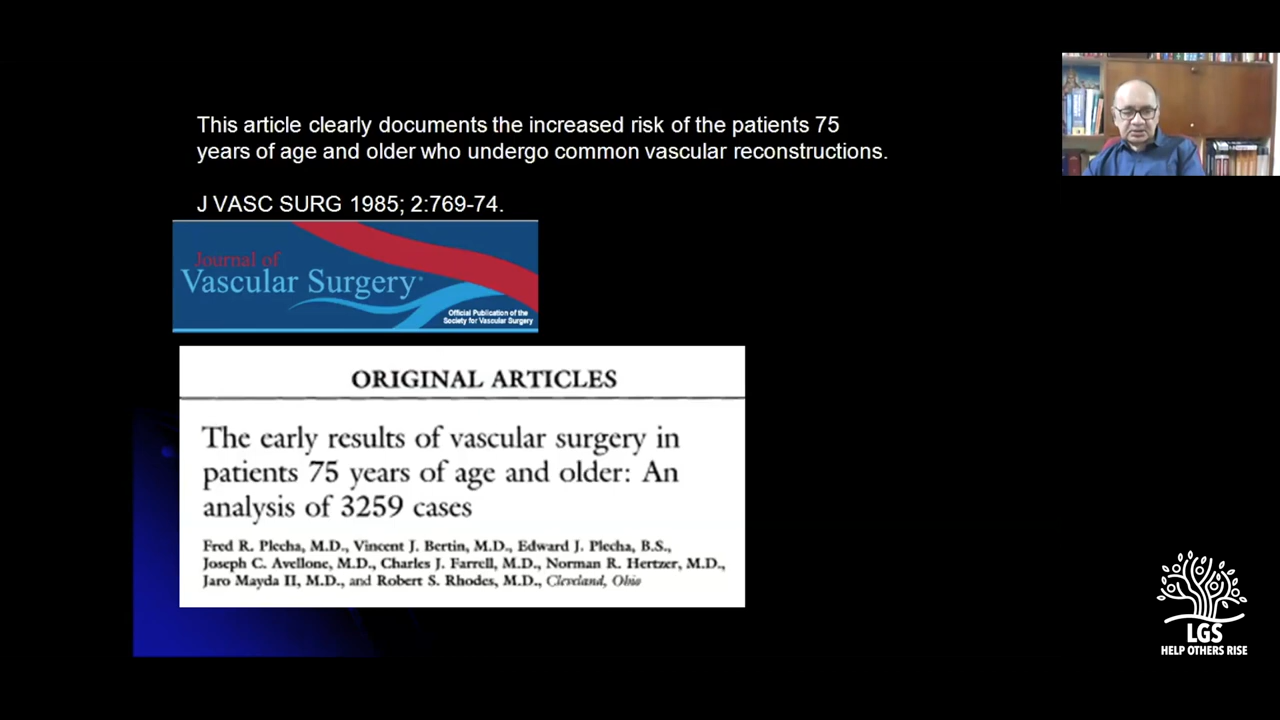 This article clearly documents the increased risk of the patients 75
years of age and older who undergo common vascular reconstructions.
J VASC SURG 1985; 2:769-74.
Journal of
Vascular Surgery
Official Publication of the
Society for Vascular Surgery
ORIGINAL ARTICLES
The early results of vascular surgery in
patients 75 years of age and older: An
analysis of 3259 cases
Fred R. Plecha, M.D., Vincent J. Bertin, M.D., Edward J. Plecha, B.S.,
Joseph C. Avellone, M.D., Charles J. Farrell, M.D., Norman R. Hertzer, M.D.,
Jaro Mayda II, M.D., and Robert S. Rhodes, M.D., Cleveland, Ohio
LGS
HELP OTHERS RISE